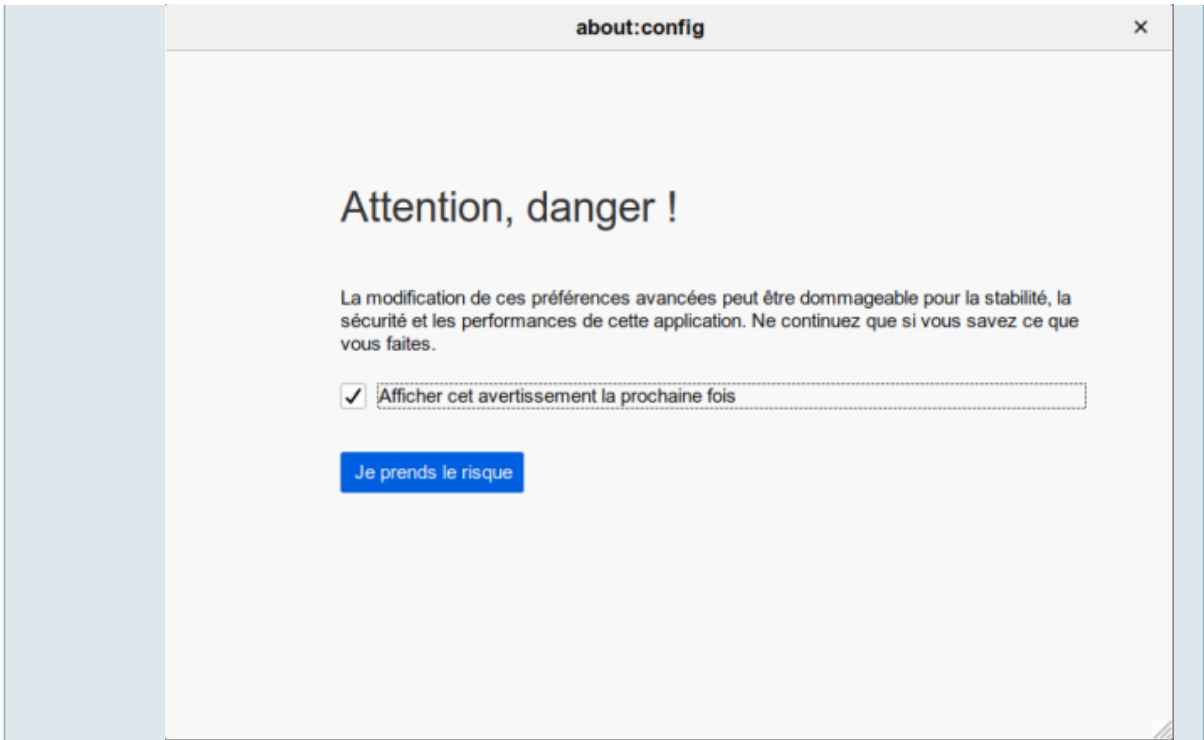 about:config
Attention, danger !
La modification de ces préférences avancées peut être dommageable pour la stabilité, la
sécurité et les performances de cette application. Ne continuez que si vous savez ce que
vous faites.
Afficher cet avertissement la prochaine fois
Je prends le risque